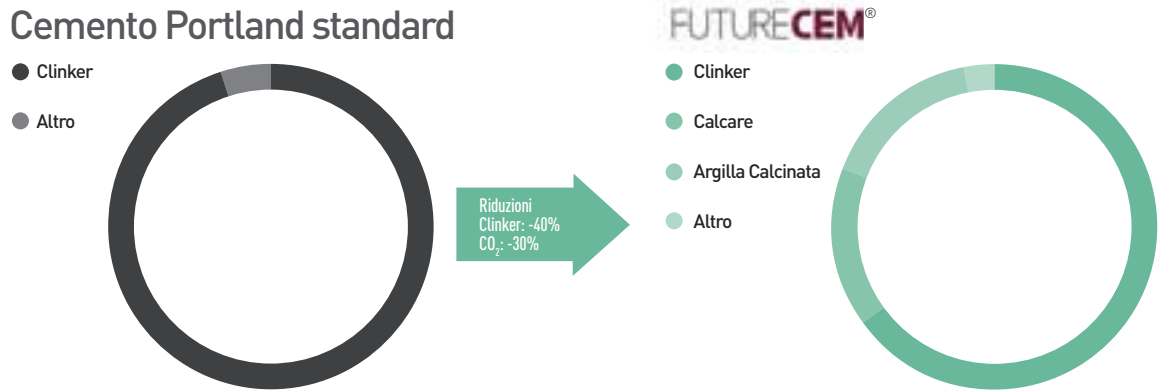 Cemento Portland standard
Clinker
Altro
Riduzioni
Clinker: -40%
CO₂: -30%
FUTURECEM®
Clinker
Calcare
Argilla Calcinata
Altro